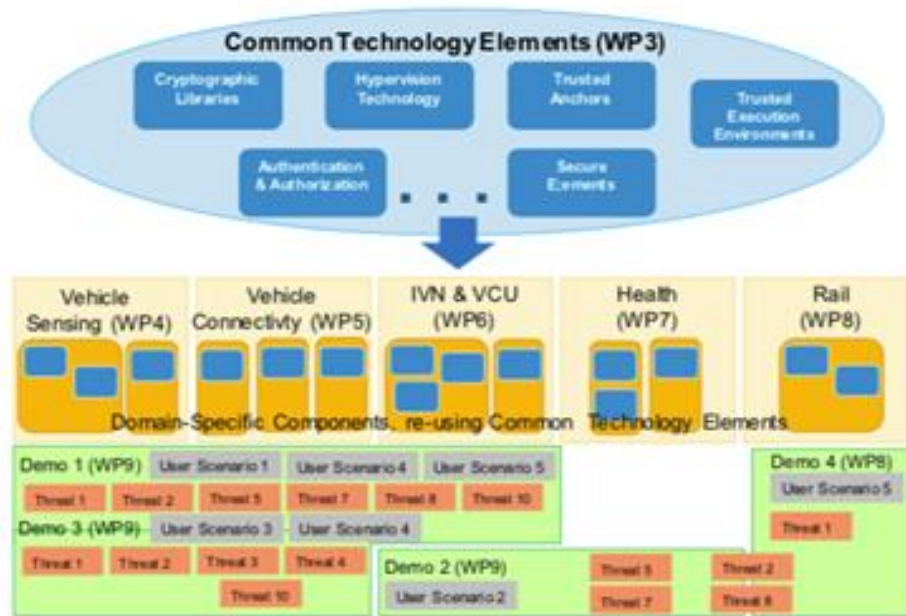 Common Technology Elements (WP3)
Cryptographic
Libraries
Hypervision
Technology
Trusted
Anchors
Trusted
Execution
Environments
Authentication
& Authorization
. . .
Secure
Elements
Vehicle
Sensing (WP4)
Vehicle
Connectivty (WP5)
IVN & VCU
(WP6)
Health
(WP7)
Rail
(WP8)
Domain-Specific Components, re-using Common Technology Elements
Demo 1 (WP9) User Scenario 1 User Scenario 4 User Scenario 5
Threat 1 Threat 2 Threat 5 Threat 7 Threat 8 Threat 10
Demo 3 (WP9) User Scenario 3 User Scenario 4
Threat 1 Threat 2 Threat 3 Threat 4
Threat 10
Demo 2 (WP9)
User Scenario 2
Threat 5 Threat 2
Threat 7 Threat 8
Demo 4 (WP8)
User Scenario 5
Threat 1